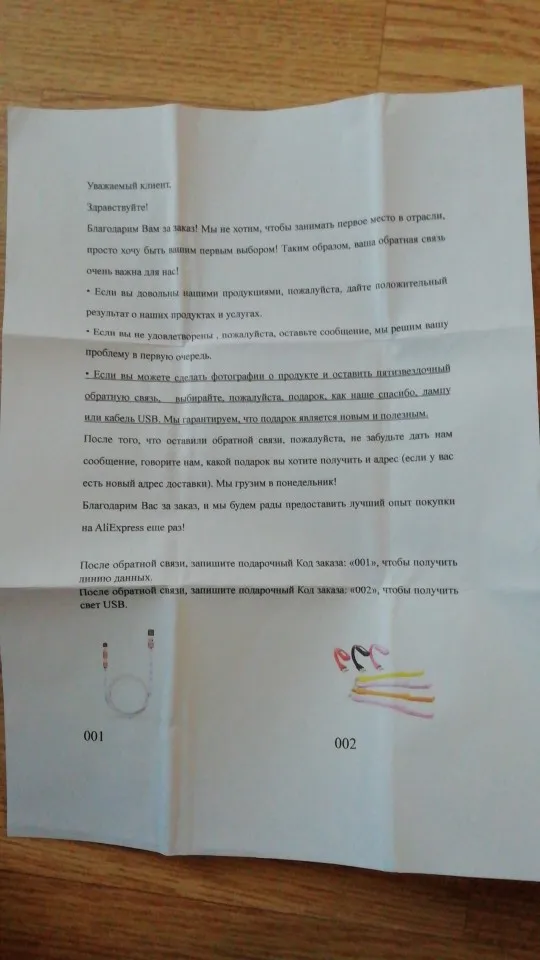 Уважаемый клиент,
Здравствуйте!
Благодарим Вам за заказ! Мы не хотим, чтобы занимать первое место в отрасли,
просто хочу быть вашим первым выбором! Таким образом, ваша обратная связь
очень важна для нас!
• Если вы довольны нашими продукциями, пожалуйста, дайте положительный
результат о наших продуктах и услугах.
• Если вы не удовлетворены , пожалуйста, оставьте сообщение, мы решим вашу
проблему в первую очередь.
• Если вы можете сделать фотографии о продукте и оставить пятизвездочный
обратную связь, выбирайте, пожалуйста, подарок, как наше спасибо, лампу
или кабель USB. Мы гарантируем, что подарок является новым и полезным.
После того, что оставили обратной связи, пожалуйста, не забудьте дать нам
сообщение, говорите нам, какой подарок вы хотите получить и адрес (если у вас
есть новый адрес доставки). Мы грузим в понедельник!
Благодарим Вас за заказ, и мы будем рады предоставить лучший опыт покупки
на AliExpress еще раз!
После обратной связи, запишите подарочный Код заказа: «001», чтобы получить
линию данных.
После обратной связи, запишите подарочный Код заказа: «002», чтобы получить
свет USB.
001
002